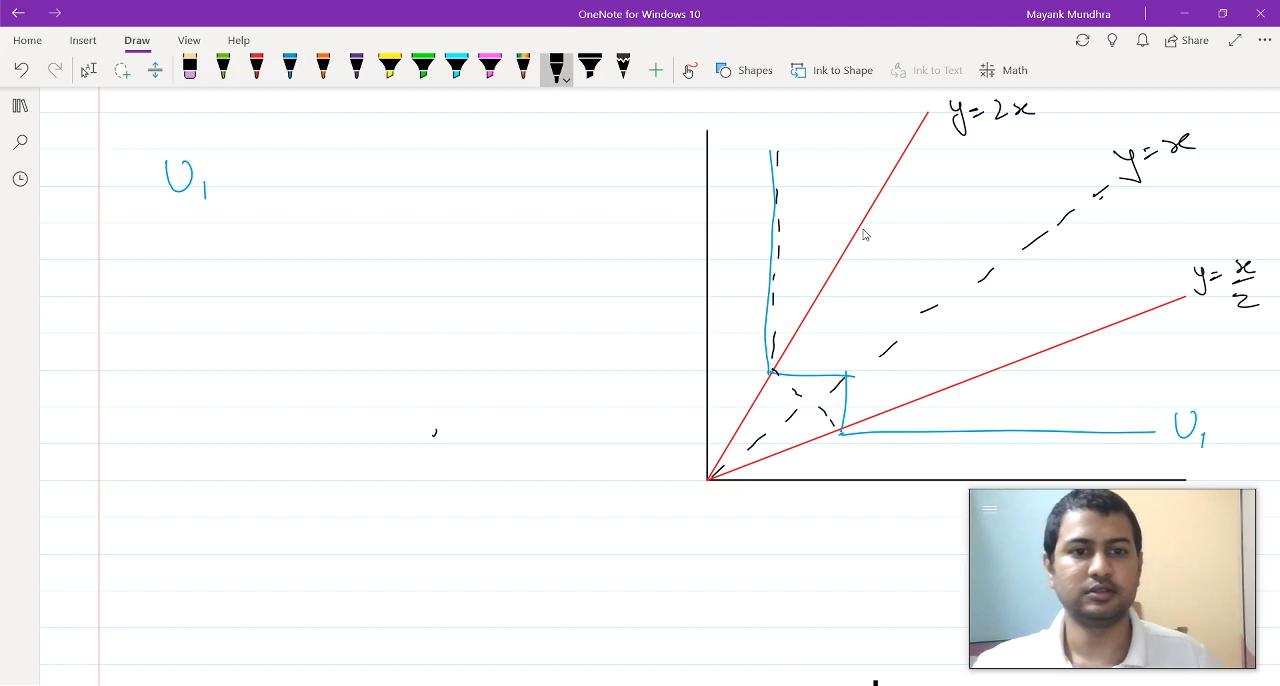 OneNote for Windows 10
Mayank Mundhra
Home Insert Draw View Help
Share
Shapes
Ink to Shape
Ink to Text
Math
U₁
y = 2x
y = x
y = x/2
U₁